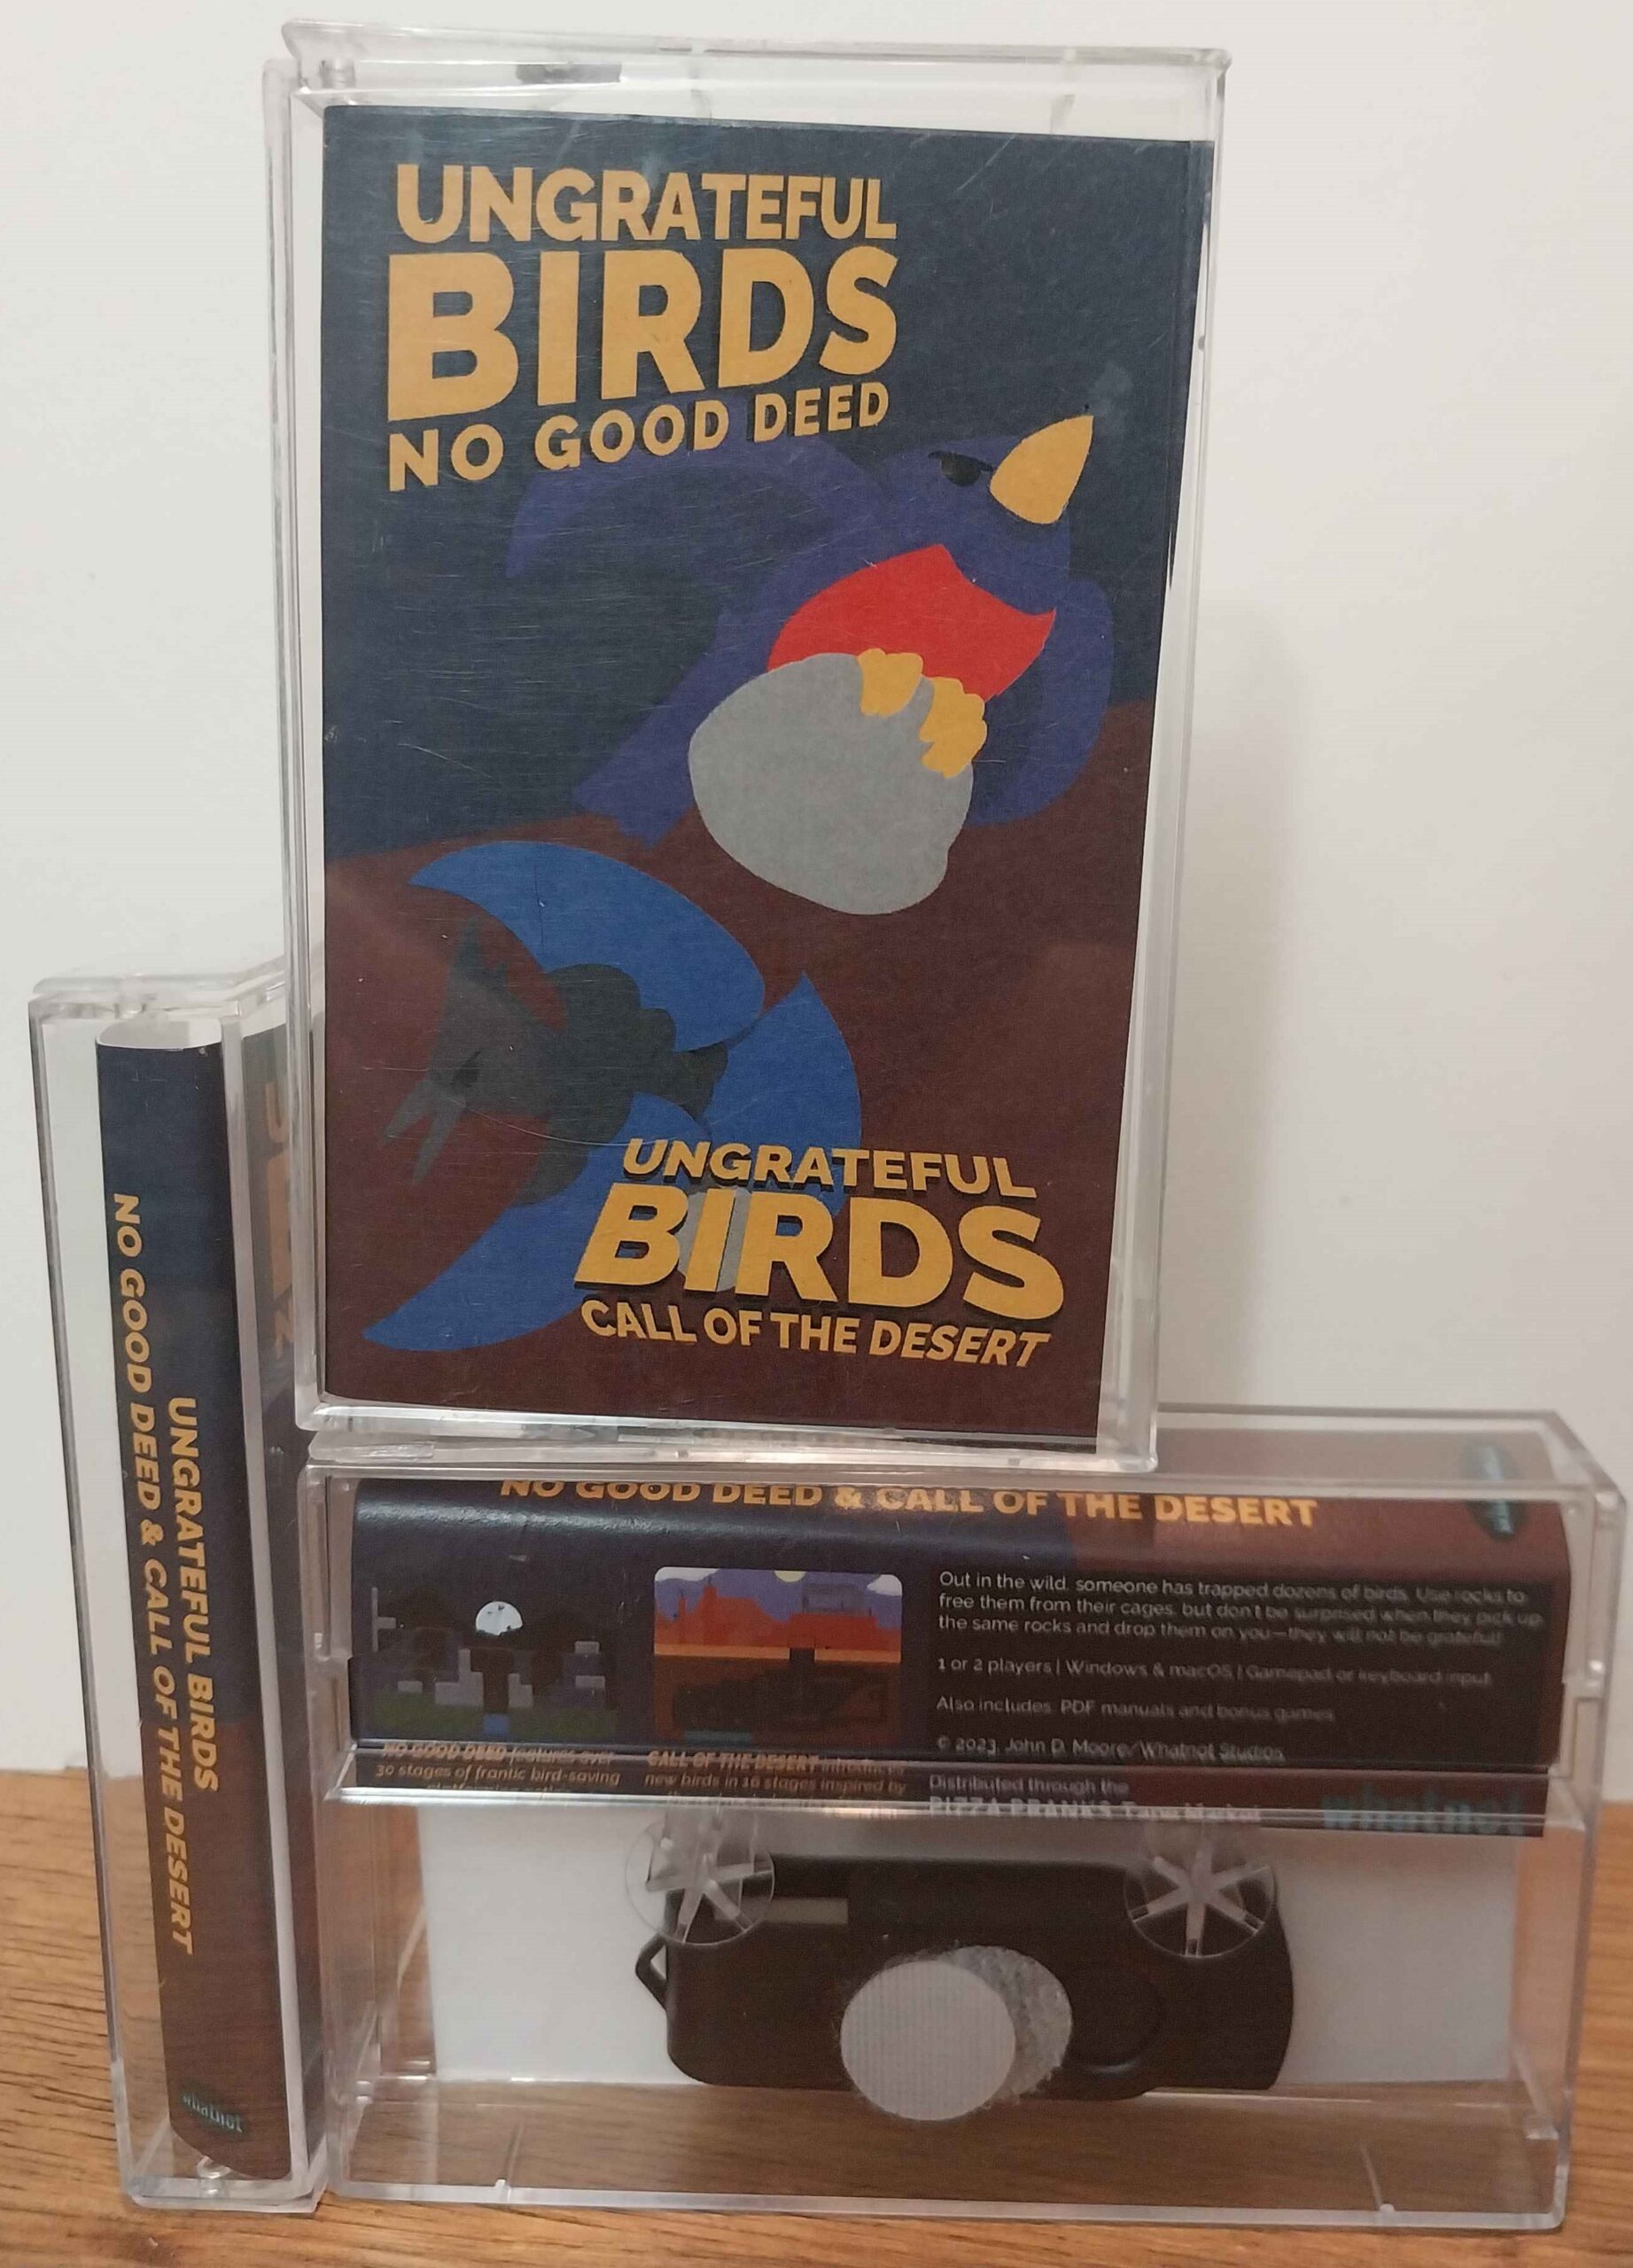 UNGRATEFUL
BIRDS
NO GOOD DEED
UNGRATEFUL
BIRDS
CALL OF THE DESERT
UNGRATEFUL BIRDS
NO GOOD DEED & CALL OF THE DESERT
whatnot
NO GOOD DEED & CALL OF THE DESERT
Out in the wild, someone has trapped dozens of birds. Use rocks to
free them from their cages, but don't be surprised when they pick up
the same rocks and drop them on you—they will not be grateful!
1 or 2 players | Windows & macOS | Gamepad or keyboard input
Also includes: PDF manuals and bonus games
© 2023, John D. Moore/Whatnot Studios
NO GOOD DEED features over
30 stages of frantic bird-saving
CALL OF THE DESERT introduces
new birds in 16 stages inspired by
Distributed through the
PIZZA PRANKS
whatnot